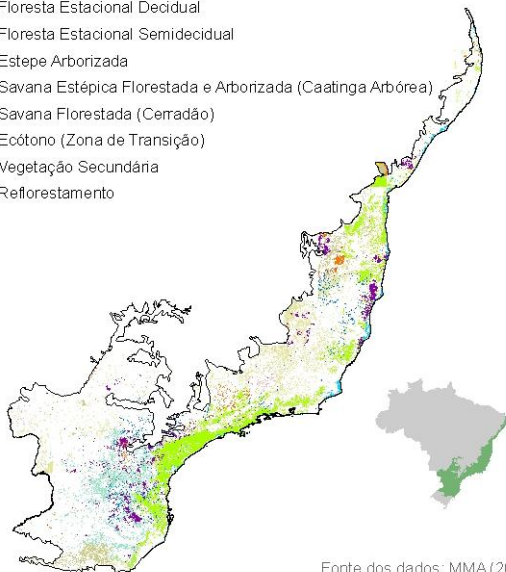 Floresta Estacional Decidual
Floresta Estacional Semidecidual
Estepe Arborizada
Savana Estépica Florestada e Arborizada (Caatinga Arbórea)
Savana Florestada (Cerradão)
Ecótono (Zona de Transição)
Vegetação Secundária
Reflorestamento
Fonte dos dados: MMA (20